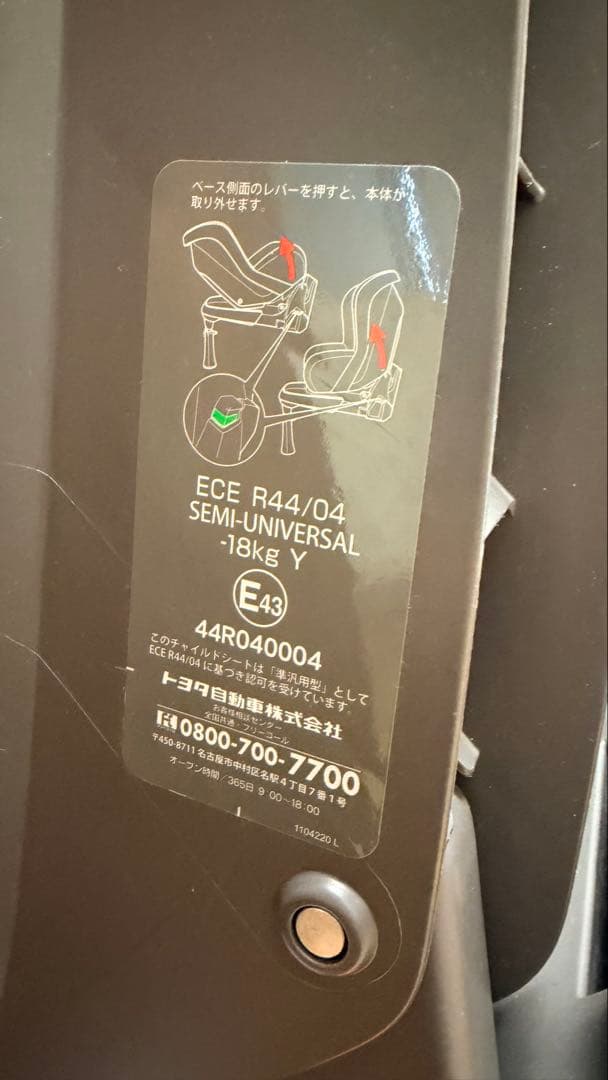 ベース側面のレバーを押すと、本体が
取り外せます。
ECE R44/04
SEMI-UNIVERSAL
-18kg Y
E43
44R040004
このチャイルドシートは「準汎用型」として
ECE R44/04 に基づき認可を受けています。
トヨタ自動車株式会社
お客様相談センター
全国共通・フリーコール
0800-700-7700
〒450-8711 名古屋市中村区名駅4丁目7番1号
オープン時間／365日 9:00~18:00
1104220 L